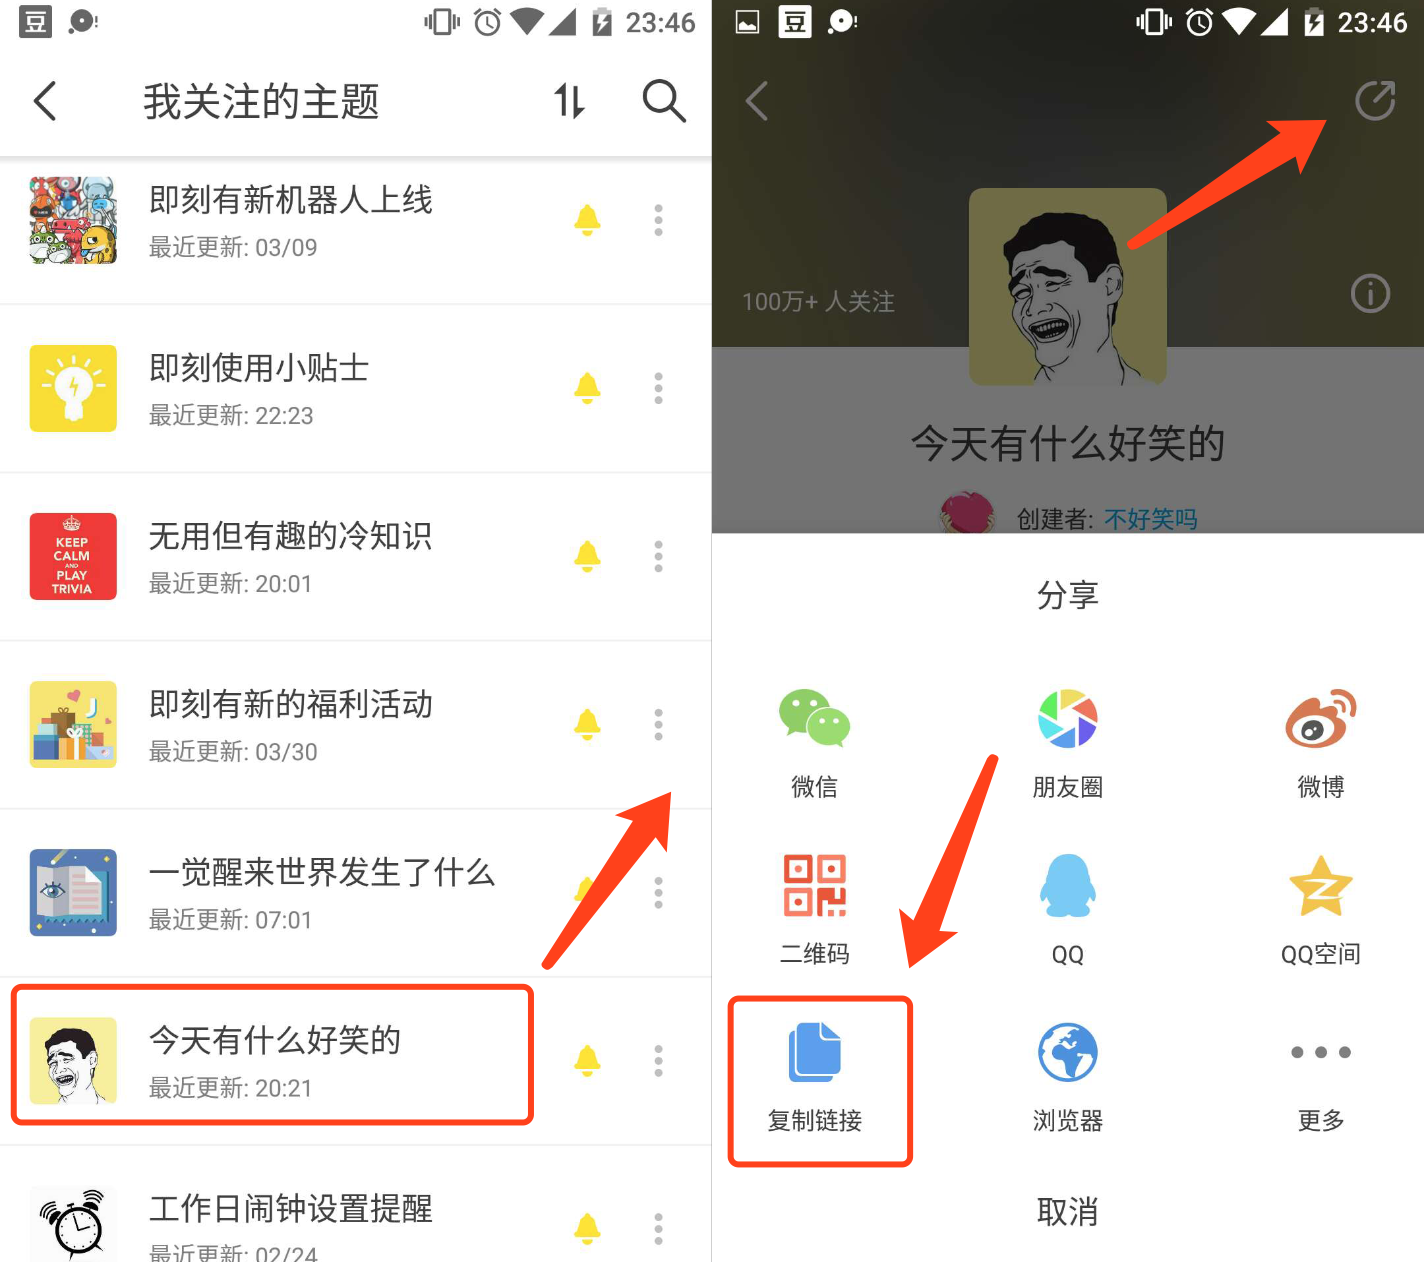 豆
23:46
我关注的主题
即刻有新机器人上线
最近更新: 03/09
即刻使用小贴士
最近更新: 22:23
KEEP
CALM
AND
PLAY
TRIVIA
无用但有趣的冷知识
最近更新: 20:01
即刻有新的福利活动
最近更新: 03/30
一觉醒来世界发生了什么
最近更新: 07:01
今天有什么好笑的
最近更新: 20:21
工作日闹钟设置提醒
最近更新: 02/24
豆
23:46
100万+ 人关注
今天有什么好笑的
创建者: 不好笑吗
分享
微信
朋友圈
微博
二维码
QQ
QQ空间
复制链接
浏览器
更多
取消